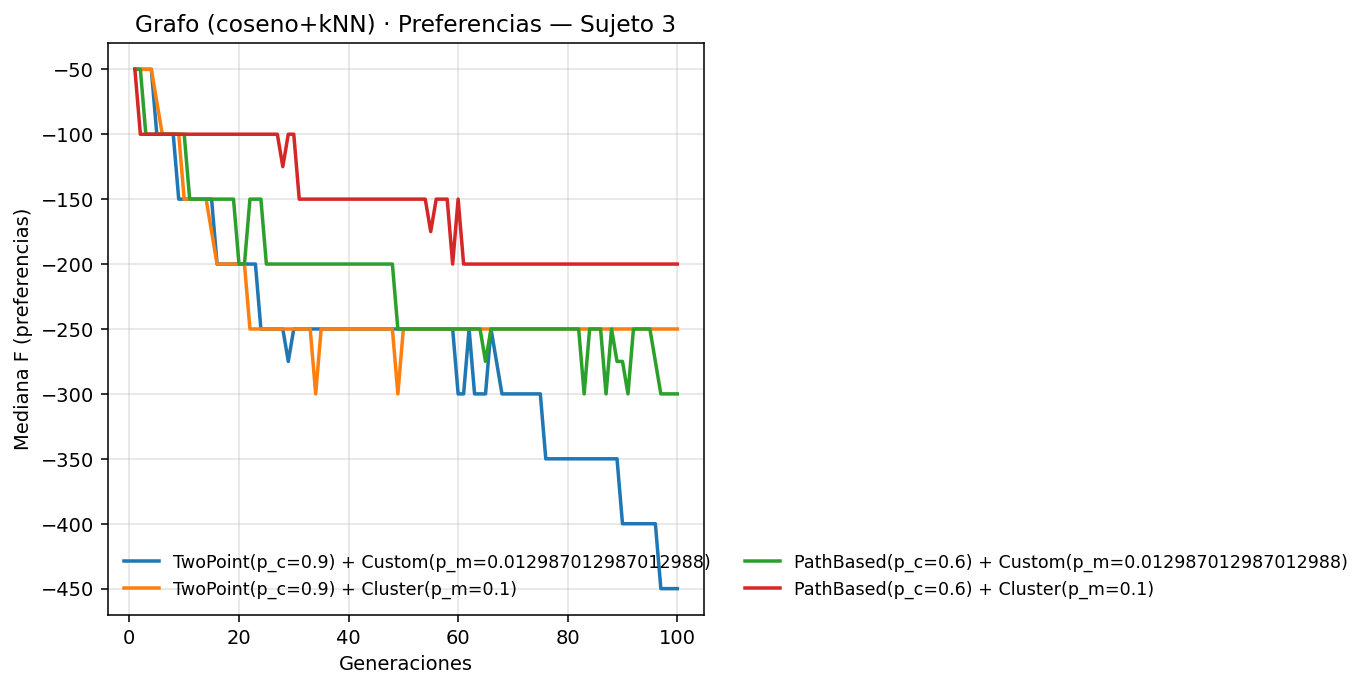 Grafo (coseno+kNN) · Preferencias — Sujeto 3
Mediana F (preferencias)
−50
−100
−150
−200
−250
−300
−350
−400
−450
0 20 40 60 80 100
Generaciones
TwoPoint(p_c=0.9) + Custom(p_m=0.012987012987012988)
TwoPoint(p_c=0.9) + Cluster(p_m=0.1)
PathBased(p_c=0.6) + Custom(p_m=0.012987012987012988)
PathBased(p_c=0.6) + Cluster(p_m=0.1)